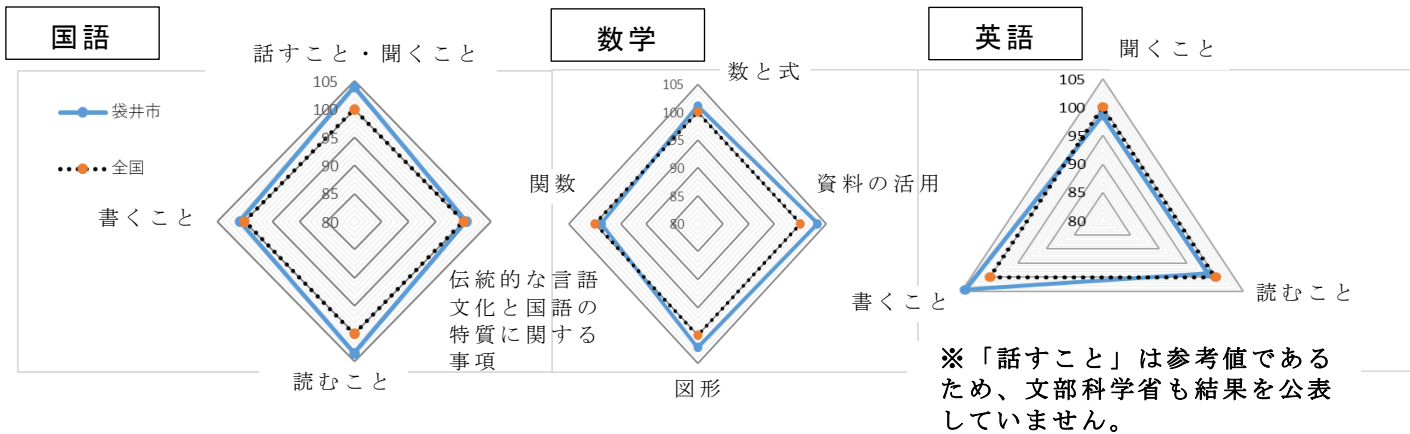 国語
話すこと・聞くこと
105
100
95
90
85
80
袋井市
全国
書くこと
伝統的な言語
文化と国語の
特質に関する
事項
読むこと
数学
数と式
105
100
95
90
85
80
関数
資料の活用
図形
英語
聞くこと
105
100
95
90
85
80
書くこと
読むこと
※「話すこと」は参考値である
ため、文部科学省も結果を公表
していません。